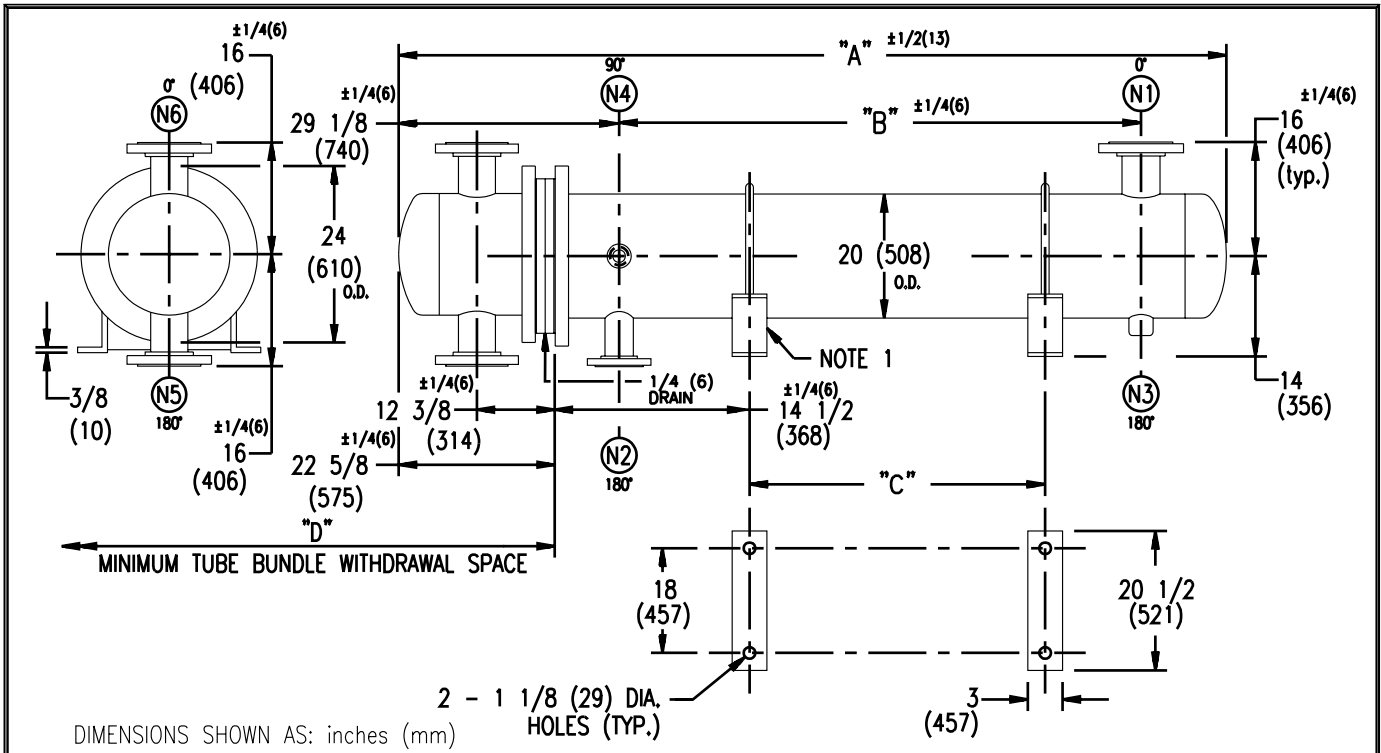 ±1/4(6)
16
(406)
0°
N6
±1/4(6)
29 1/8
(740)
90°
N4
"A" ±1/2(13)
0°
N1
"B" ±1/4(6)
±1/4(6)
16
(406)
(typ.)
24
(610)
O.D.
20 (508)
O.D.
NOTE 1
3/8
(10)
N5
180°
±1/4(6)
16
(406)
±1/4(6)
12 3/8
(314)
±1/4(6)
22 5/8
(575)
1/4 (6)
DRAIN
±1/4(6)
14 1/2
(368)
N2
180°
N3
180°
14
(356)
"C"
"D"
MINIMUM TUBE BUNDLE WITHDRAWAL SPACE
18
(457)
20 1/2
(521)
2 - 1 1/8 (29) DIA.
HOLES (TYP.)
3
(457)
DIMENSIONS SHOWN AS: inches (mm)